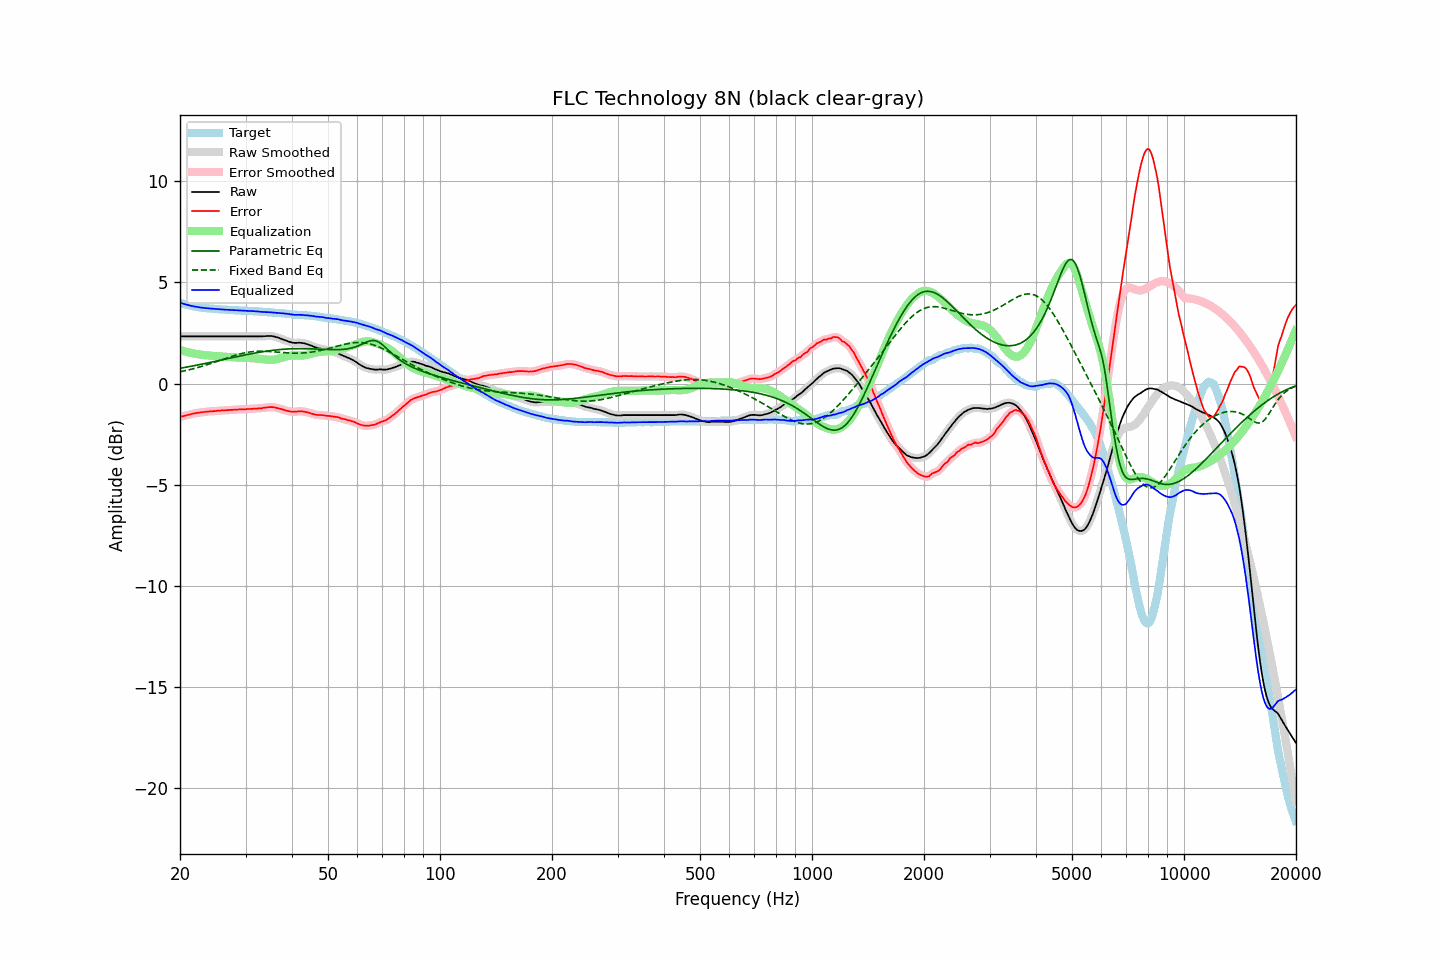 FLC Technology 8N (black clear-gray)
Target
Raw Smoothed
Error Smoothed
Raw
Error
Equalization
Parametric Eq
Fixed Band Eq
Equalized
Amplitude (dBr)
10
5
0
−5
−10
−15
−20
20 50 100 200 500 1000 2000 5000 10000 20000
Frequency (Hz)